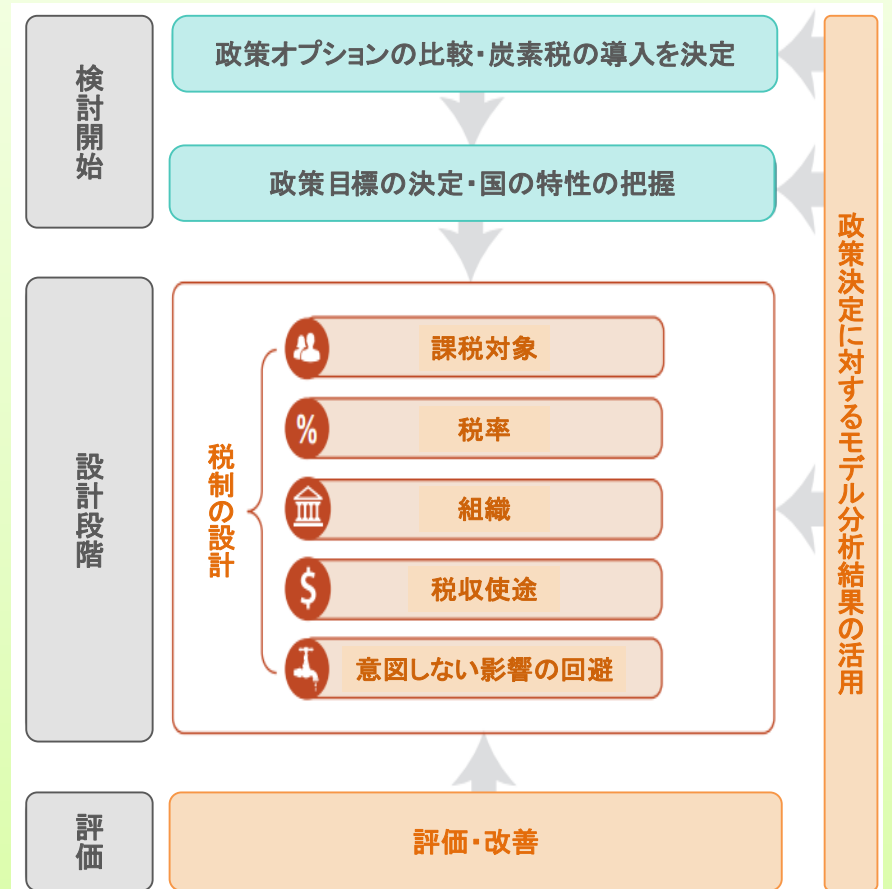 検討開始
政策オプションの比較・炭素税の導入を決定
政策目標の決定・国の特性の把握
設計段階
税制の設計
課税対象
%
税率
組織
$
税収使途
意図しない影響の回避
評価
評価・改善
政策決定に対するモデル分析結果の活用